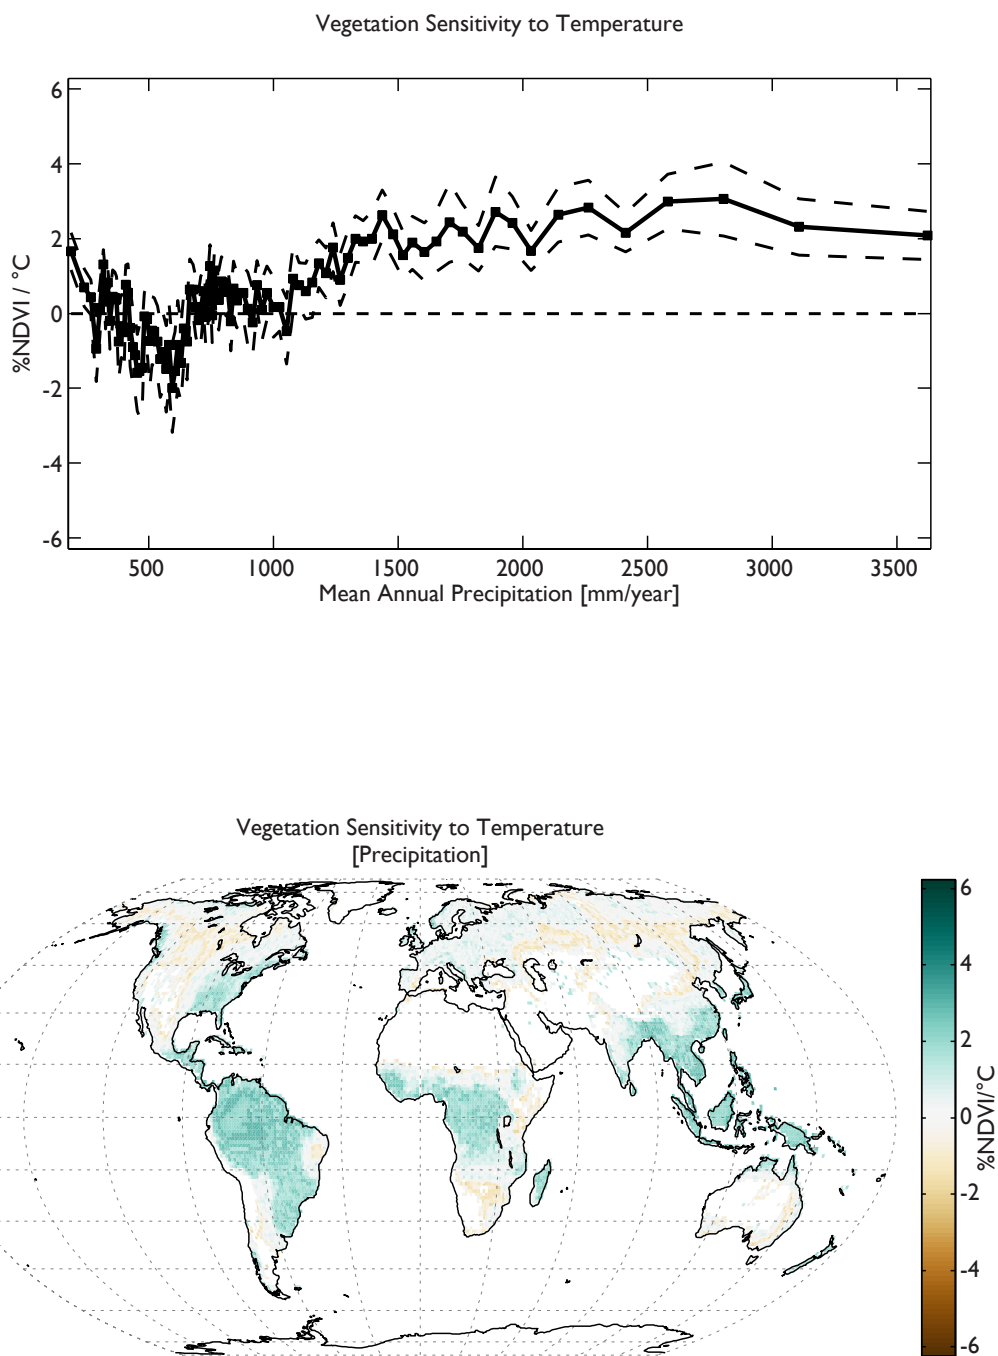 Vegetation Sensitivity to Temperature
6
4
2
0
-2
-4
-6
%NDVI / °C
500 1000 1500 2000 2500 3000 3500
Mean Annual Precipitation [mm/year]
Vegetation Sensitivity to Temperature
[Precipitation]
6
4
2
0
-2
-4
-6
%NDVI/°C